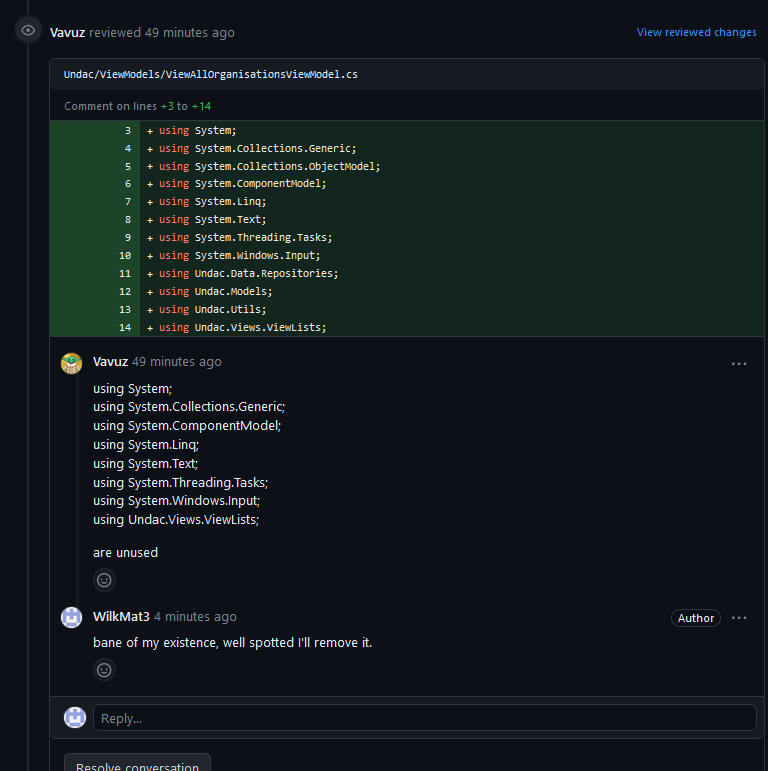 Vavuz reviewed 49 minutes ago
View reviewed changes
Undac/ViewModels/ViewAllOrganisationsViewModel.cs
Comment on lines +3 to +14
3 + using System;
4 + using System.Collections.Generic;
5 + using System.Collections.ObjectModel;
6 + using System.ComponentModel;
7 + using System.Linq;
8 + using System.Text;
9 + using System.Threading.Tasks;
10 + using System.Windows.Input;
11 + using Undac.Data.Repositories;
12 + using Undac.Models;
13 + using Undac.Utils;
14 + using Undac.Views.ViewLists;
Vavuz 49 minutes ago
using System;
using System.Collections.Generic;
using System.ComponentModel;
using System.Linq;
using System.Text;
using System.Threading.Tasks;
using System.Windows.Input;
using Undac.Views.ViewLists;
are unused
WilkMat3 4 minutes ago
Author
bane of my existence, well spotted I'll remove it.
Reply...
Resolve conversation